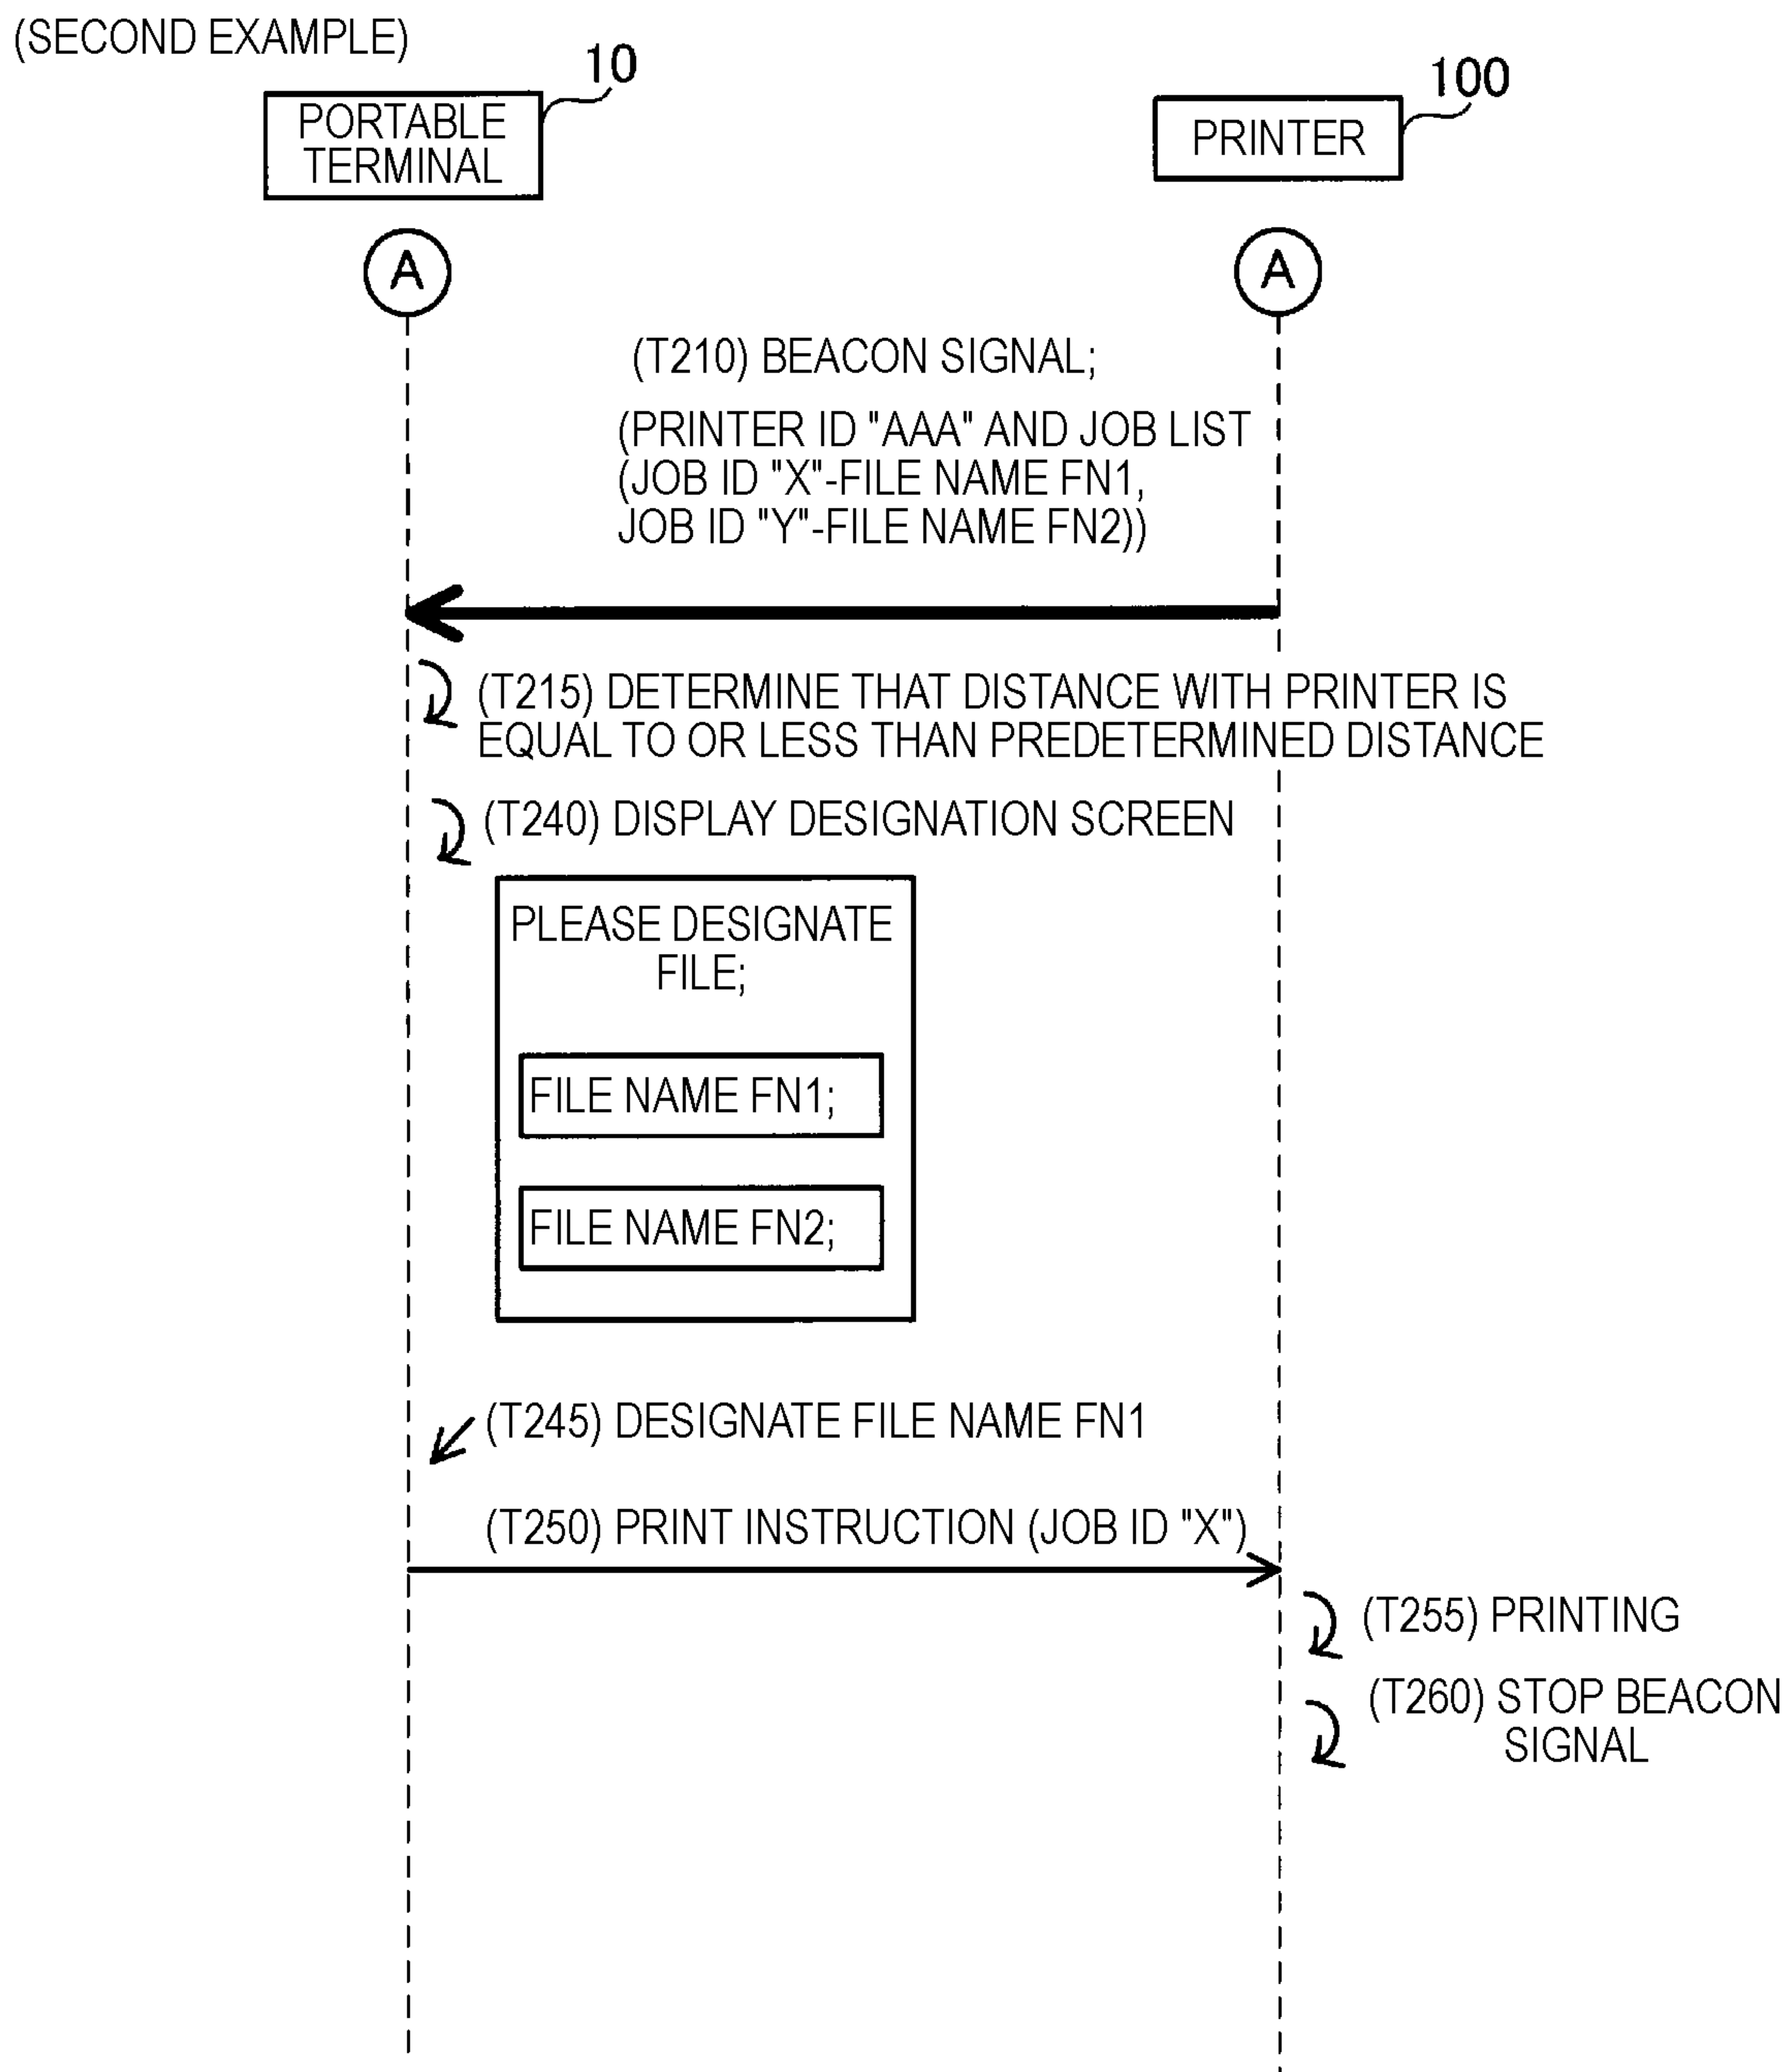 (SECOND EXAMPLE)
10
100
PORTABLE
TERMINAL
PRINTER
A
A
(T210) BEACON SIGNAL;
(PRINTER ID "AAA" AND JOB LIST
(JOB ID "X"-FILE NAME FN1,
JOB ID "Y"-FILE NAME FN2))
(T215) DETERMINE THAT DISTANCE WITH PRINTER IS
EQUAL TO OR LESS THAN PREDETERMINED DISTANCE
(T240) DISPLAY DESIGNATION SCREEN
PLEASE DESIGNATE
FILE;
FILE NAME FN1;
FILE NAME FN2;
(T245) DESIGNATE FILE NAME FN1
(T250) PRINT INSTRUCTION (JOB ID "X")
(T255) PRINTING
(T260) STOP BEACON
SIGNAL